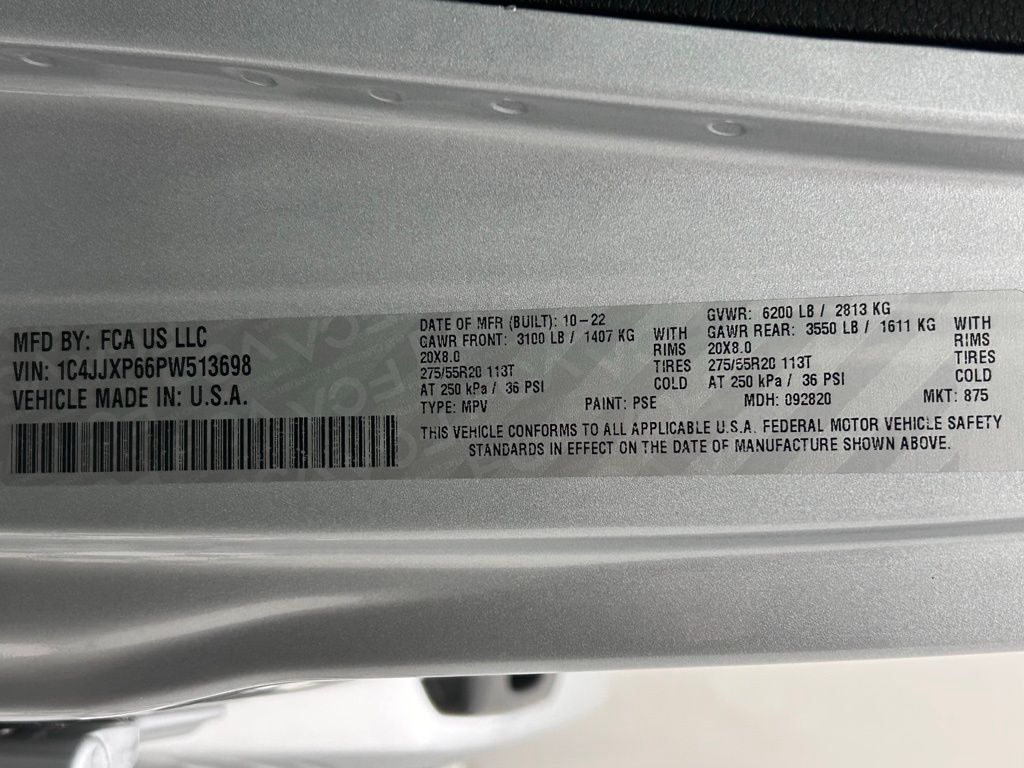 MFD BY: FCA US LLC
VIN: 1C4JJXP66PW513698
VEHICLE MADE IN: U.S.A.
DATE OF MFR (BUILT): 10-22
GAWR FRONT: 3100 LB / 1407 KG WITH
20X8.0 RIMS
275/55R20 113T TIRES
AT 250 kPa / 36 PSI COLD
GVWR: 6200 LB / 2813 KG
GAWR REAR: 3550 LB / 1611 KG WITH
20X8.0 RIMS
275/55R20 113T TIRES
AT 250 kPa / 36 PSI COLD
TYPE: MPV PAINT: PSE MDH: 092820 MKT: 875
THIS VEHICLE CONFORMS TO ALL APPLICABLE U.S.A. FEDERAL MOTOR VEHICLE SAFETY
STANDARDS IN EFFECT ON THE DATE OF MANUFACTURE SHOWN ABOVE.